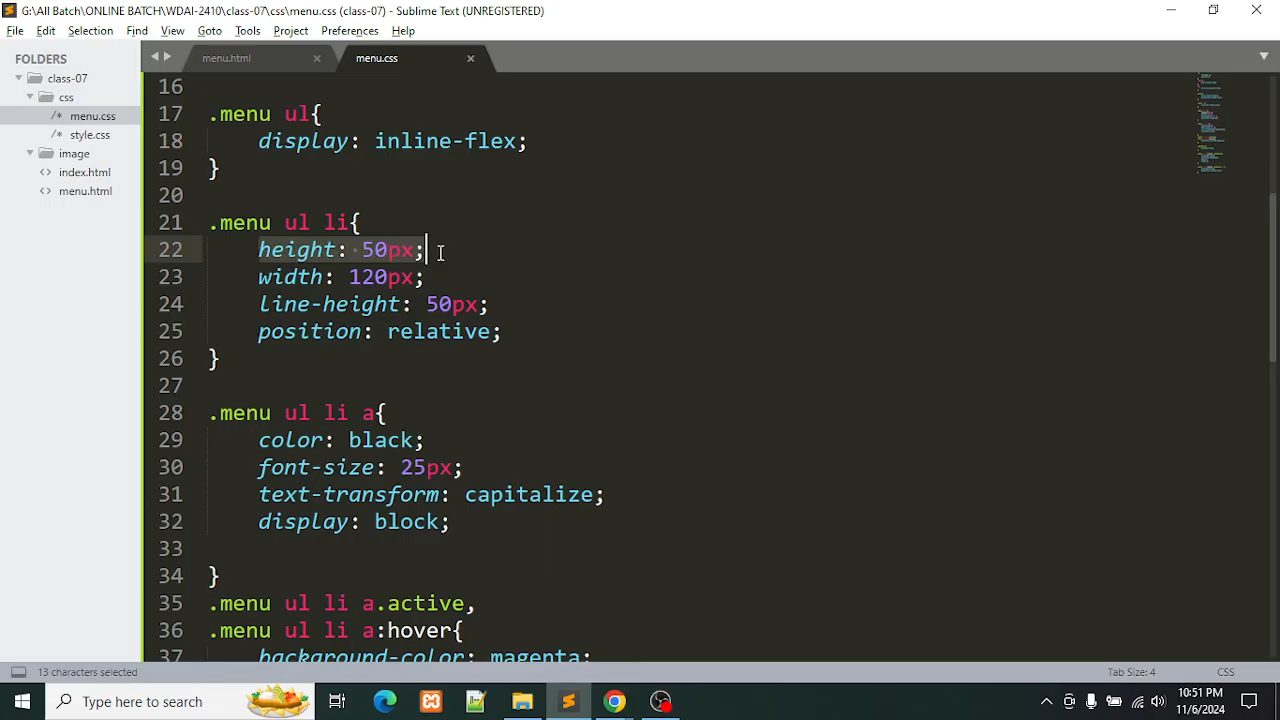 G:\All Batch\ONLINE BATCH\WDAI-2410\class-07\css\menu.css (class-07) - Sublime Text (UNREGISTERED)
File Edit Selection Find View Goto Tools Project Preferences Help
FOLDERS
class-07
css
/* menu.css
/* style.css
image
<> index.html
<> menu.html
menu.html
menu.css
16
17 .menu ul{
18 display: inline-flex;
19 }
20
21 .menu ul li{
22 height: 50px;
23 width: 120px;
24 line-height: 50px;
25 position: relative;
26 }
27
28 .menu ul li a{
29 color: black;
30 font-size: 25px;
31 text-transform: capitalize;
32 display: block;
33
34 }
35 .menu ul li a.active,
36 .menu ul li a:hover{
37 background-color: magenta;
13 characters selected
Tab Size: 4
CSS
Type here to search
10:51 PM
11/6/2024